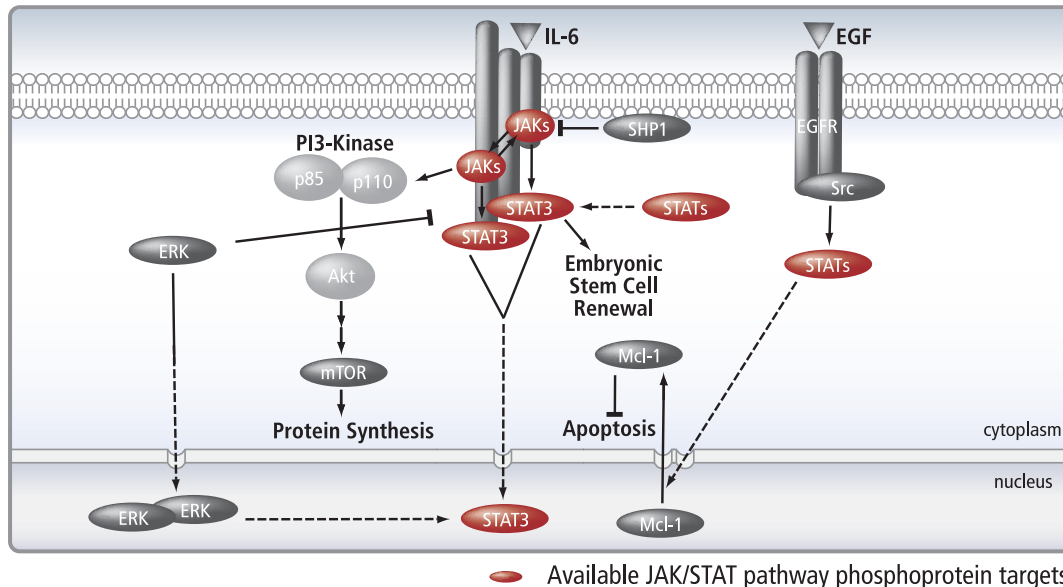 IL-6
EGF
JAKs
SHP1
EGFR
PI3-Kinase
p85
p110
JAKs
Src
STAT3
STATs
STAT3
ERK
STATs
Akt
Embryonic
Stem Cell
Renewal
Mcl-1
mTOR
Protein Synthesis
Apoptosis
cytoplasm
nucleus
ERK
ERK
STAT3
Mcl-1
Available JAK/STAT pathway phosphoprotein targets